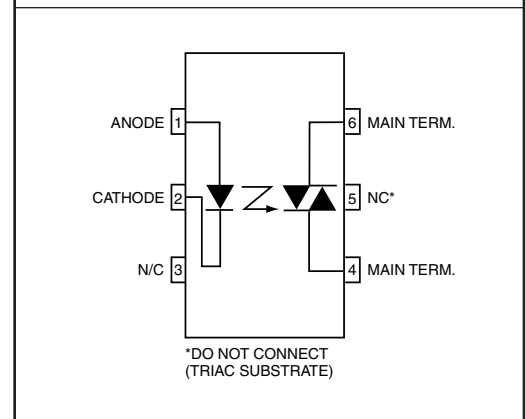 ANODE 1
6 MAIN TERM.
CATHODE 2
5 NC*
N/C 3
4 MAIN TERM.
*DO NOT CONNECT
(TRIAC SUBSTRATE)